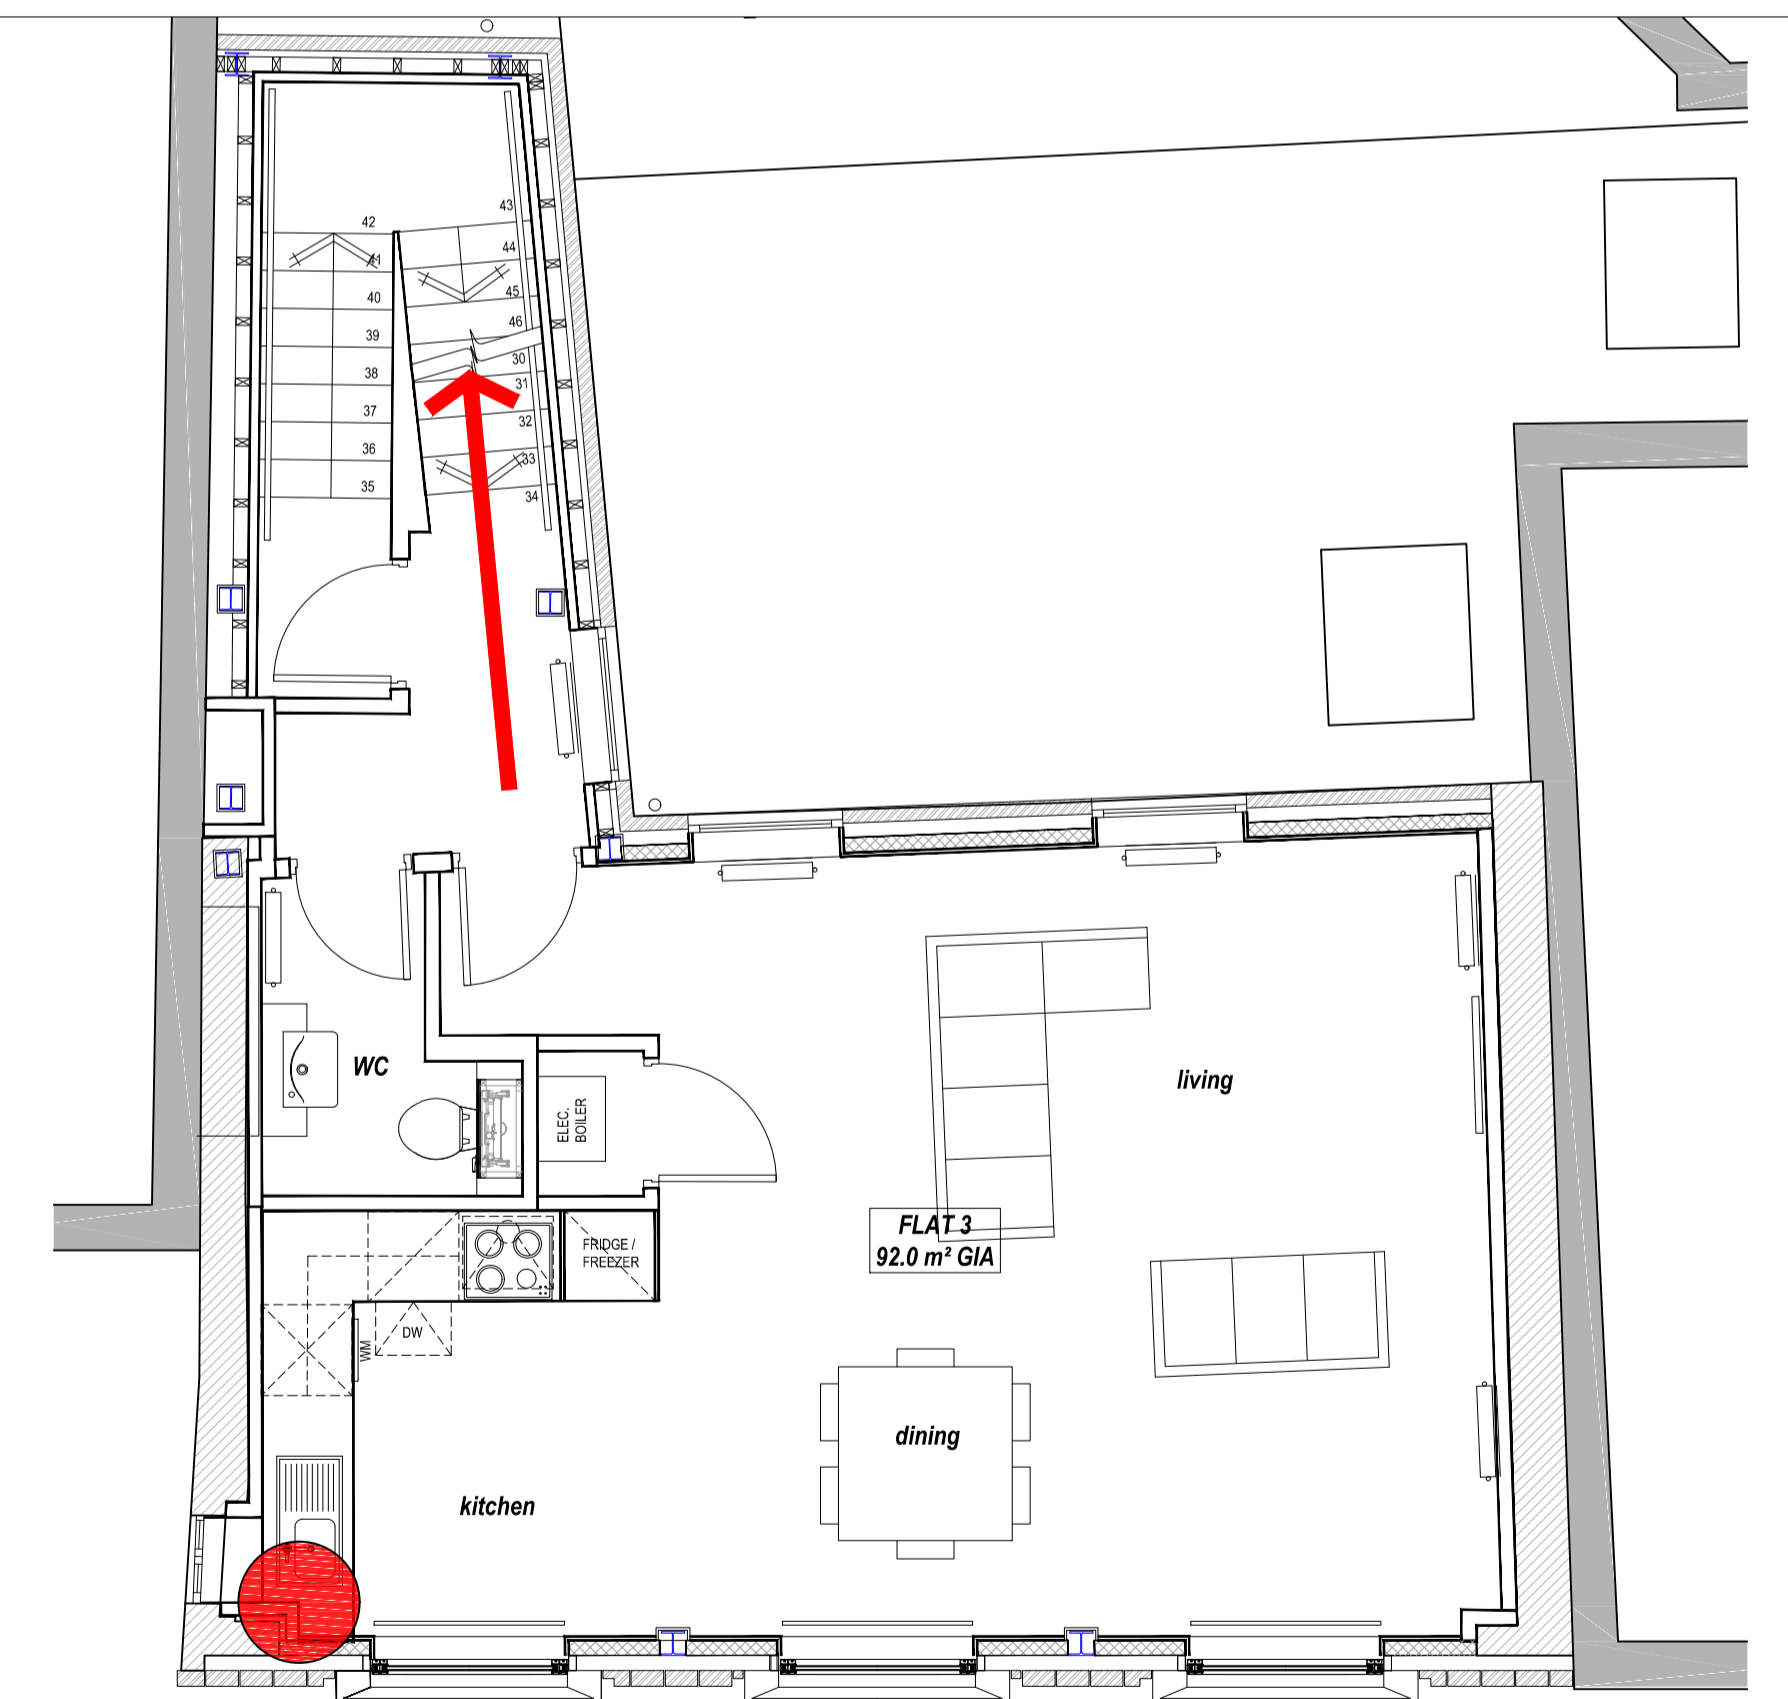 42
41
40
39
38
37
36
35
43
44
45
46
30
31
32
33
34
WC
ELEC.
BOILER
living
FLAT 3
92.0 m² GIA
FRIDGE /
FREEZER
DW
WM
dining
kitchen